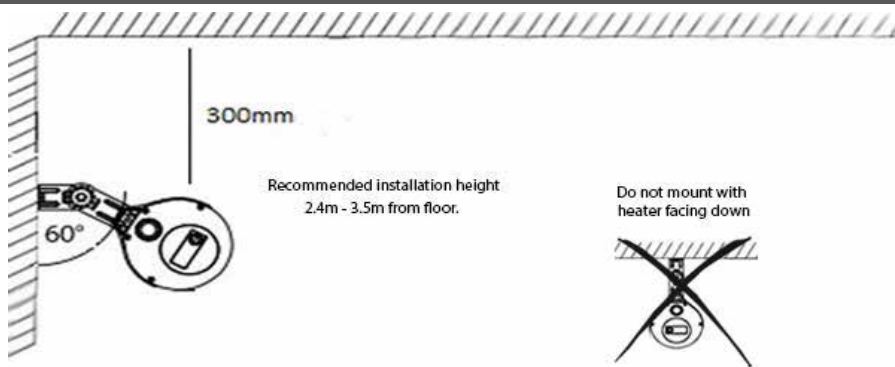 300mm
Recommended installation height
2.4m - 3.5m from floor.
Do not mount with
heater facing down
60°